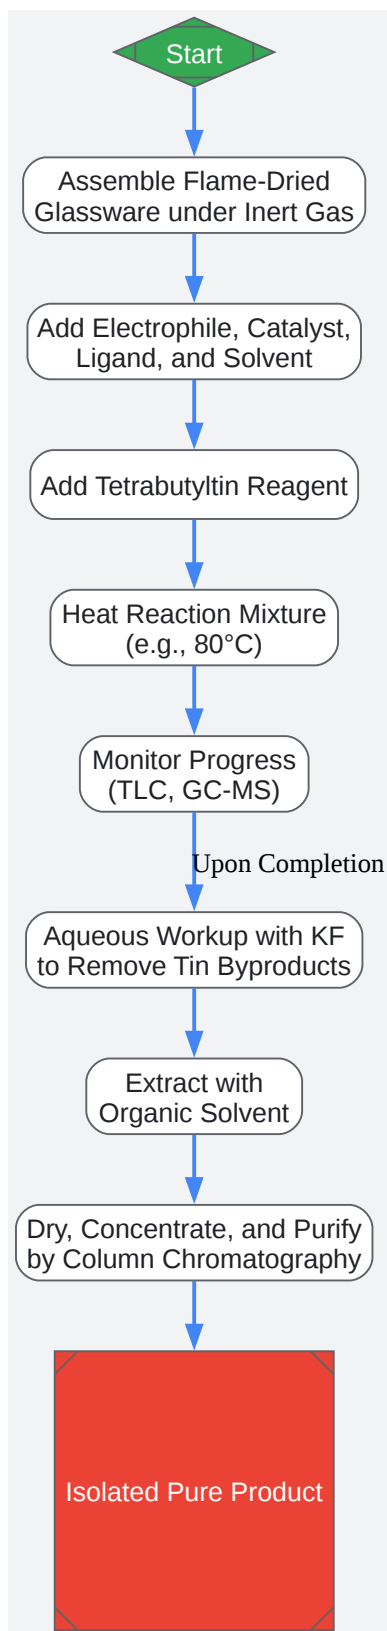 Start
Assemble Flame-Dried
Glassware under Inert Gas
Add Electrophile, Catalyst,
Ligand, and Solvent
Add Tetrabutyltin Reagent
Heat Reaction Mixture
(e.g., 80°C)
Monitor Progress
(TLC, GC-MS)
Upon Completion
Aqueous Workup with KF
to Remove Tin Byproducts
Extract with
Organic Solvent
Dry, Concentrate, and Purify
by Column Chromatography
Isolated Pure Product